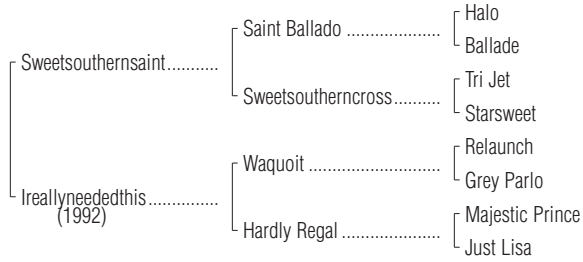 Halo
Saint Ballado
Ballade
Sweetsouthernsaint
Tri Jet
Sweetsoutherncross
Starsweet
Relaunch
Waquoit
Grey Parlo
Ireallyneededthis
(1992)
Majestic Prince
Hardly Regal
Just Lisa